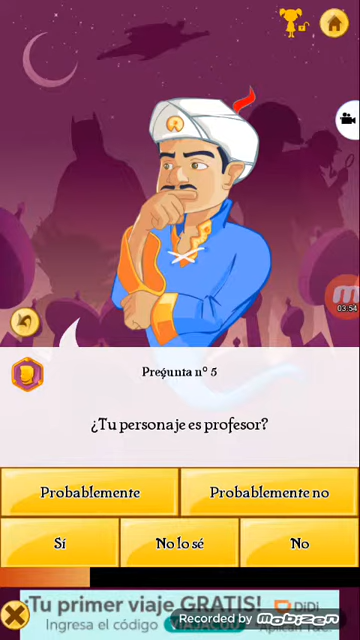 03:54
Pregunta nº 5
¿Tu personaje es profesor?
Probablemente
Probablemente no
Sí
No lo sé
No
¡Tu primer viaje GRATIS!
DiDi
Ingresa el código
Recorded by Mobizen